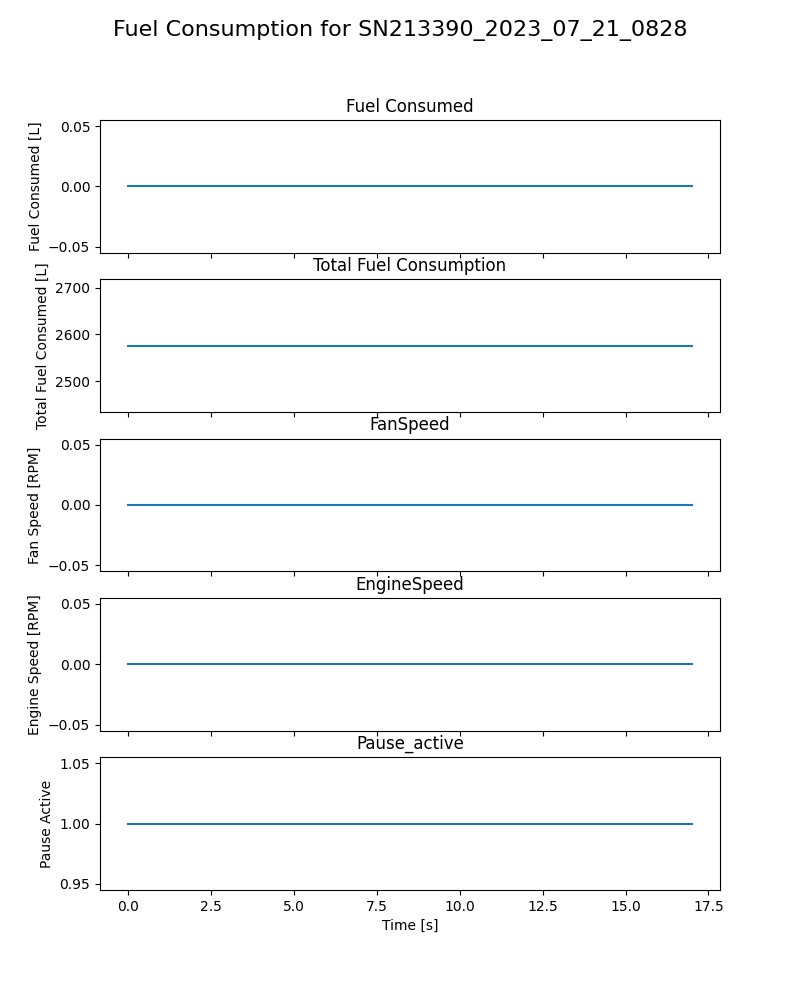 Fuel Consumption for SN213390_2023_07_21_0828
Fuel Consumed
Fuel Consumed [L]
0.05
0.00
−0.05
Total Fuel Consumption
Total Fuel Consumed [L]
2700
2600
2500
FanSpeed
Fan Speed [RPM]
0.05
0.00
−0.05
EngineSpeed
Engine Speed [RPM]
0.05
0.00
−0.05
Pause_active
Pause Active
1.05
1.00
0.95
0.0 2.5 5.0 7.5 10.0 12.5 15.0 17.5
Time [s]